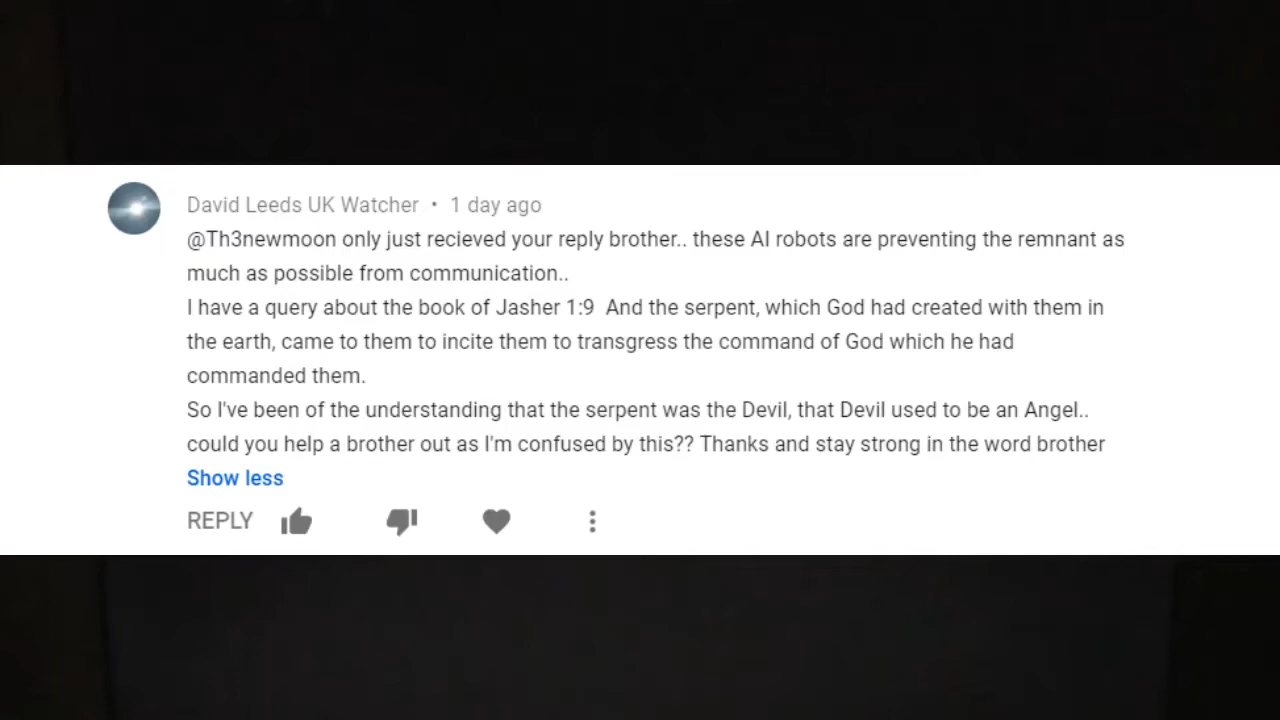 David Leeds UK Watcher • 1 day ago
@Th3newmoon only just recieved your reply brother.. these AI robots are preventing the remnant as
much as possible from communication..
I have a query about the book of Jasher 1:9  And the serpent, which God had created with them in
the earth, came to them to incite them to transgress the command of God which he had
commanded them.
So I've been of the understanding that the serpent was the Devil, that Devil used to be an Angel..
could you help a brother out as I'm confused by this?? Thanks and stay strong in the word brother
Show less
REPLY